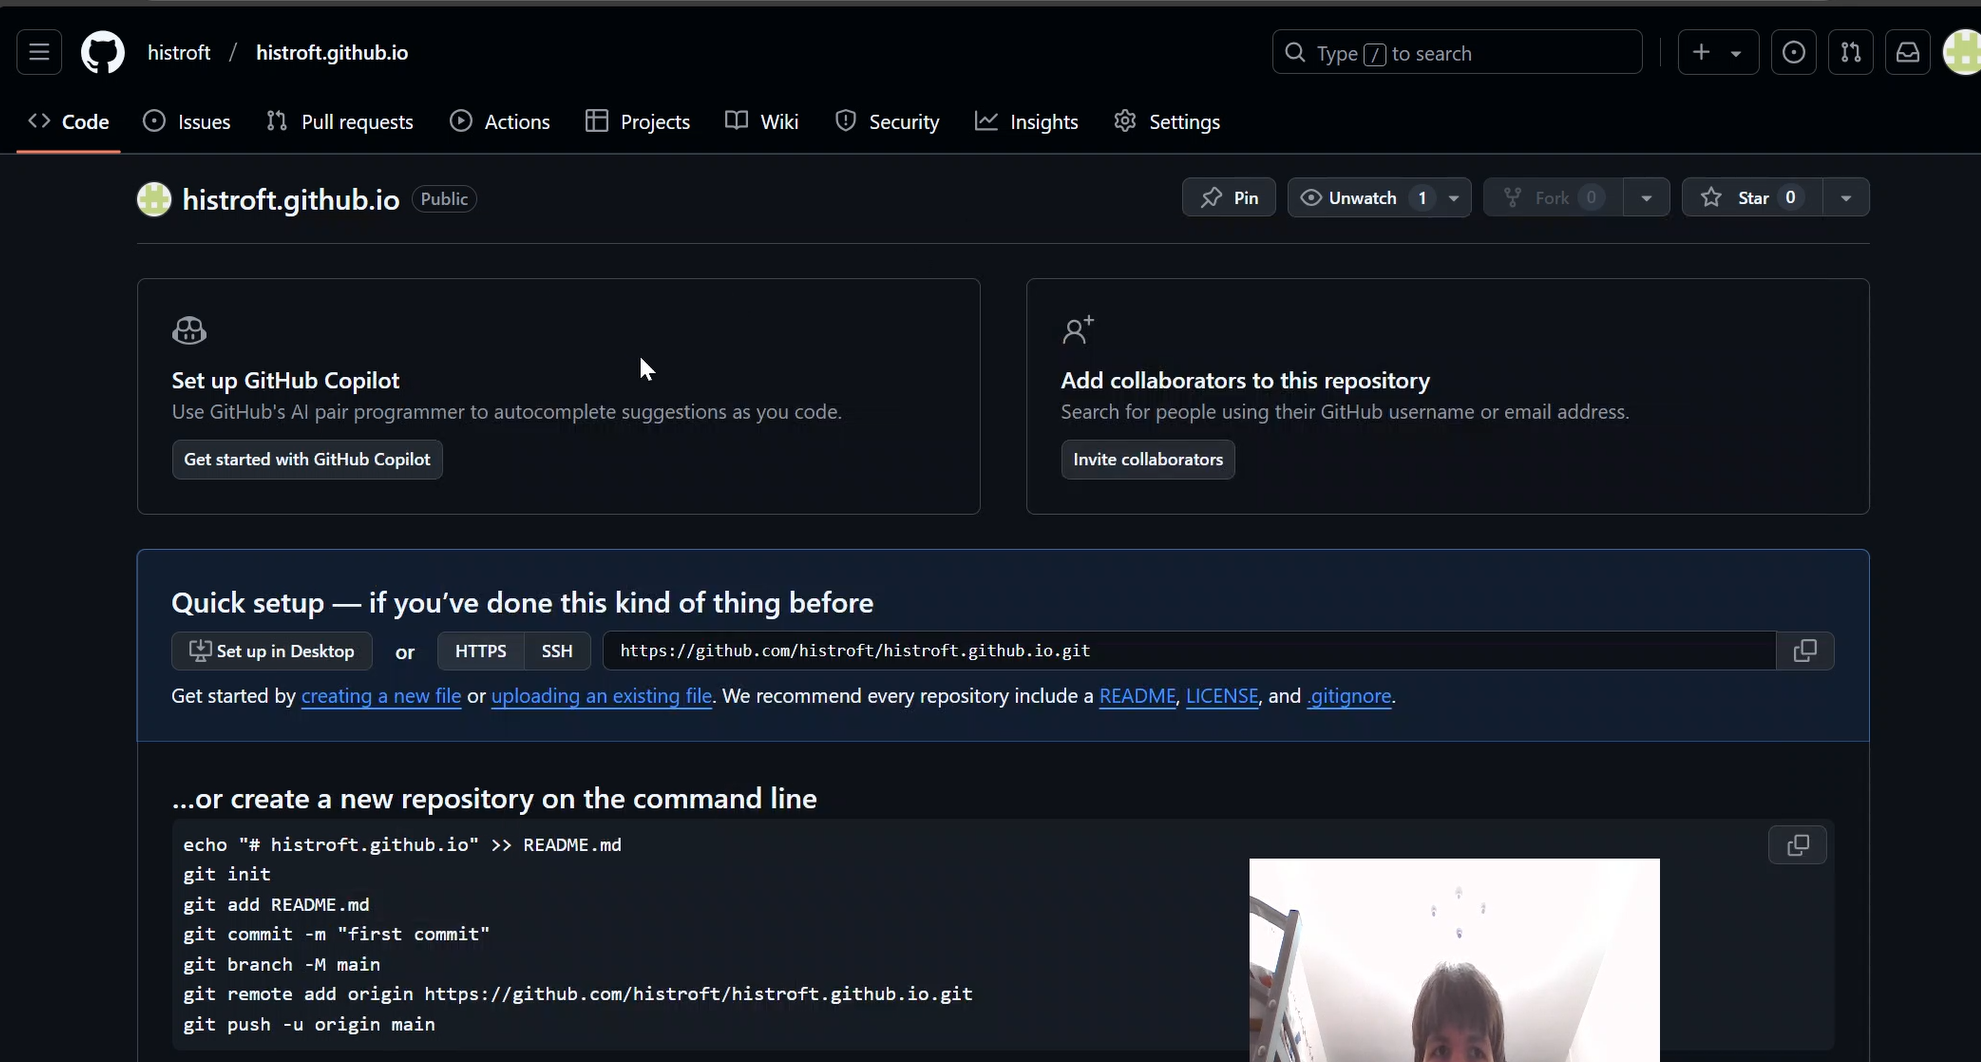 histroft / histroft.github.io
Type / to search
Code Issues Pull requests Actions Projects Wiki Security Insights Settings
histroft.github.io Public
Pin Unwatch 1 Fork 0 Star 0
Set up GitHub Copilot
Use GitHub's AI pair programmer to autocomplete suggestions as you code.
Get started with GitHub Copilot
Add collaborators to this repository
Search for people using their GitHub username or email address.
Invite collaborators
Quick setup — if you’ve done this kind of thing before
Set up in Desktop or HTTPS SSH https://github.com/histroft/histroft.github.io.git
Get started by creating a new file or uploading an existing file. We recommend every repository include a README, LICENSE, and .gitignore.
…or create a new repository on the command line
echo "# histroft.github.io" >> README.md
git init
git add README.md
git commit -m "first commit"
git branch -M main
git remote add origin https://github.com/histroft/histroft.github.io.git
git push -u origin main